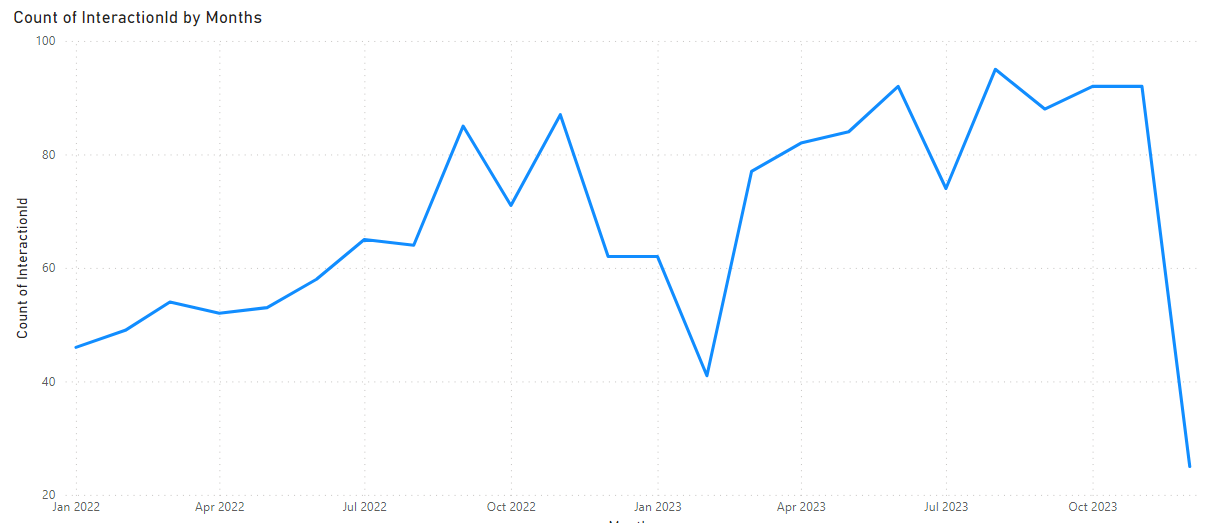 Count of InteractionId by Months
100
80
60
40
20
Count of InteractionId
Jan 2022 Apr 2022 Jul 2022 Oct 2022 Jan 2023 Apr 2023 Jul 2023 Oct 2023